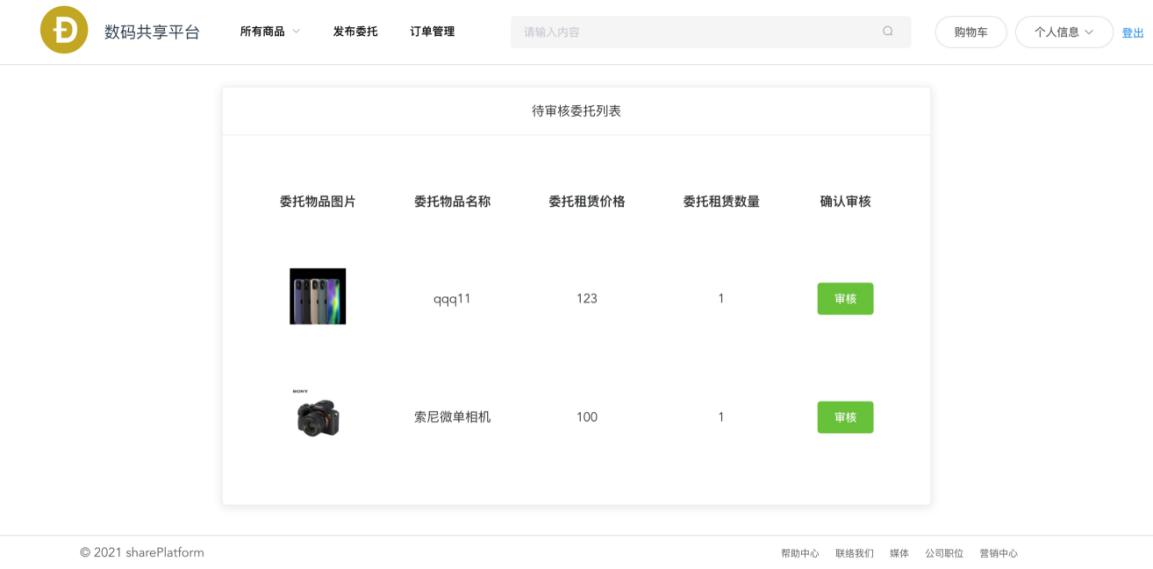 数码共享平台 所有商品 发布委托 订单管理 请输入内容 购物车 个人信息 登出
待审核委托列表
委托物品图片 委托物品名称 委托租赁价格 委托租赁数量 确认审核
qqq11 123 1 审核
SONY
索尼微单相机 100 1 审核
© 2021 sharePlatform 帮助中心 联络我们 媒体 公司职位 营销中心